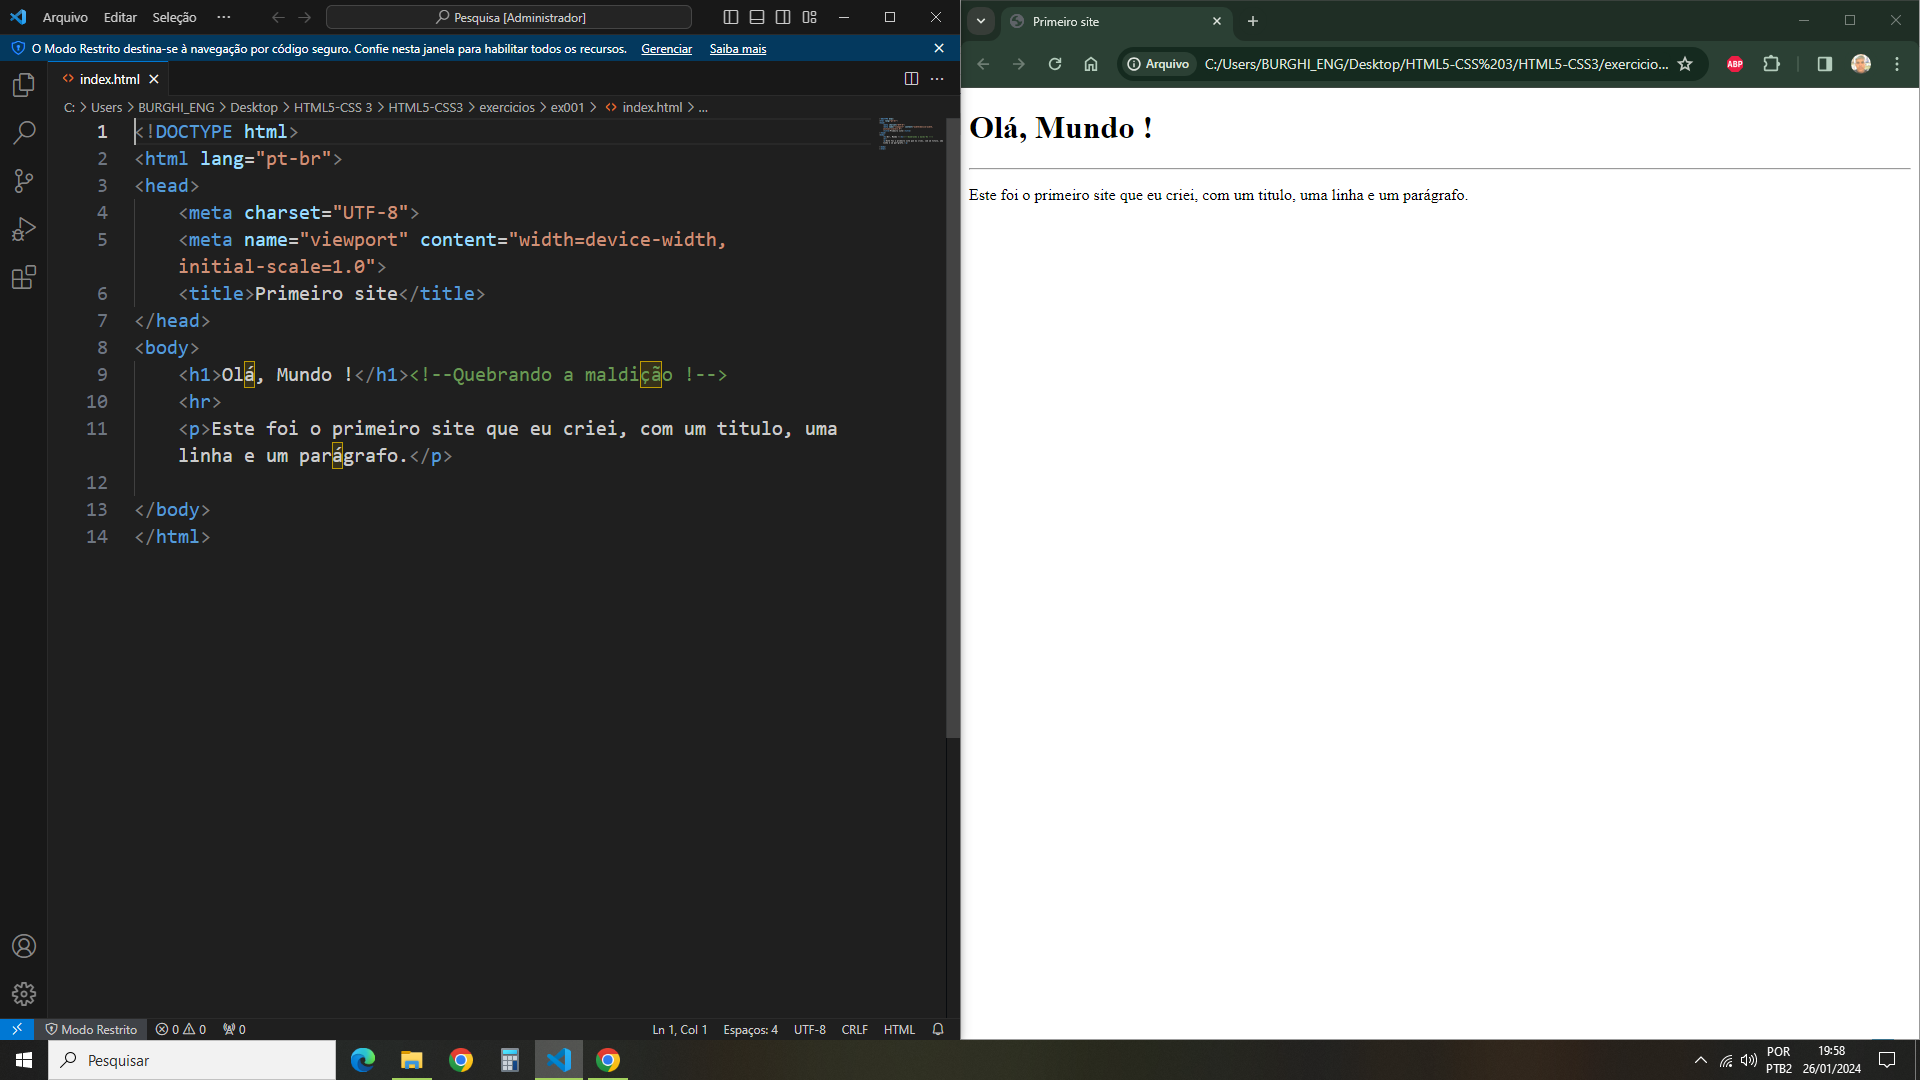 Arquivo Editar Seleção ··· Pesquisa [Administrador]
O Modo Restrito destina-se à navegação por código seguro. Confie nesta janela para habilitar todos os recursos. Gerenciar Saiba mais
index.html
C: > Users > BURGHI_ENG > Desktop > HTML5-CSS 3 > HTML5-CSS3 > exercicios > ex001 > index.html > ...
1 <!DOCTYPE html>
2 <html lang="pt-br">
3 <head>
4 <meta charset="UTF-8">
5 <meta name="viewport" content="width=device-width,
initial-scale=1.0">
6 <title>Primeiro site</title>
7 </head>
8 <body>
9 <h1>Olá, Mundo !</h1><!--Quebrando a maldição !-->
10 <hr>
11 <p>Este foi o primeiro site que eu criei, com um titulo, uma
linha e um parágrafo.</p>
12
13 </body>
14 </html>
Modo Restrito 0 0 0 Ln 1, Col 1 Espaços: 4 UTF-8 CRLF HTML
Primeiro site
Arquivo C:/Users/BURGHI_ENG/Desktop/HTML5-CSS%203/HTML5-CSS3/exercicio... ABP
Olá, Mundo !
Este foi o primeiro site que eu criei, com um titulo, uma linha e um parágrafo.
Pesquisar
POR
PTB2
19:58
26/01/2024